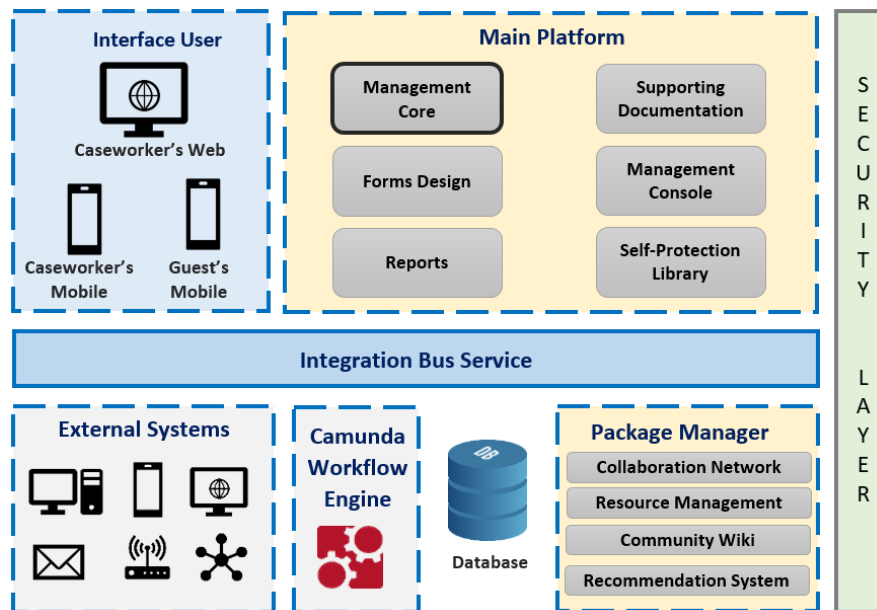 Interface User
Caseworker's Web
Caseworker's
Mobile
Guest's
Mobile
Main Platform
Management
Core
Supporting
Documentation
Forms Design
Management
Console
Reports
Self-Protection
Library
SECURITY LAYER
Integration Bus Service
External Systems
Camunda
Workflow
Engine
DB
Database
Package Manager
Collaboration Network
Resource Management
Community Wiki
Recommendation System